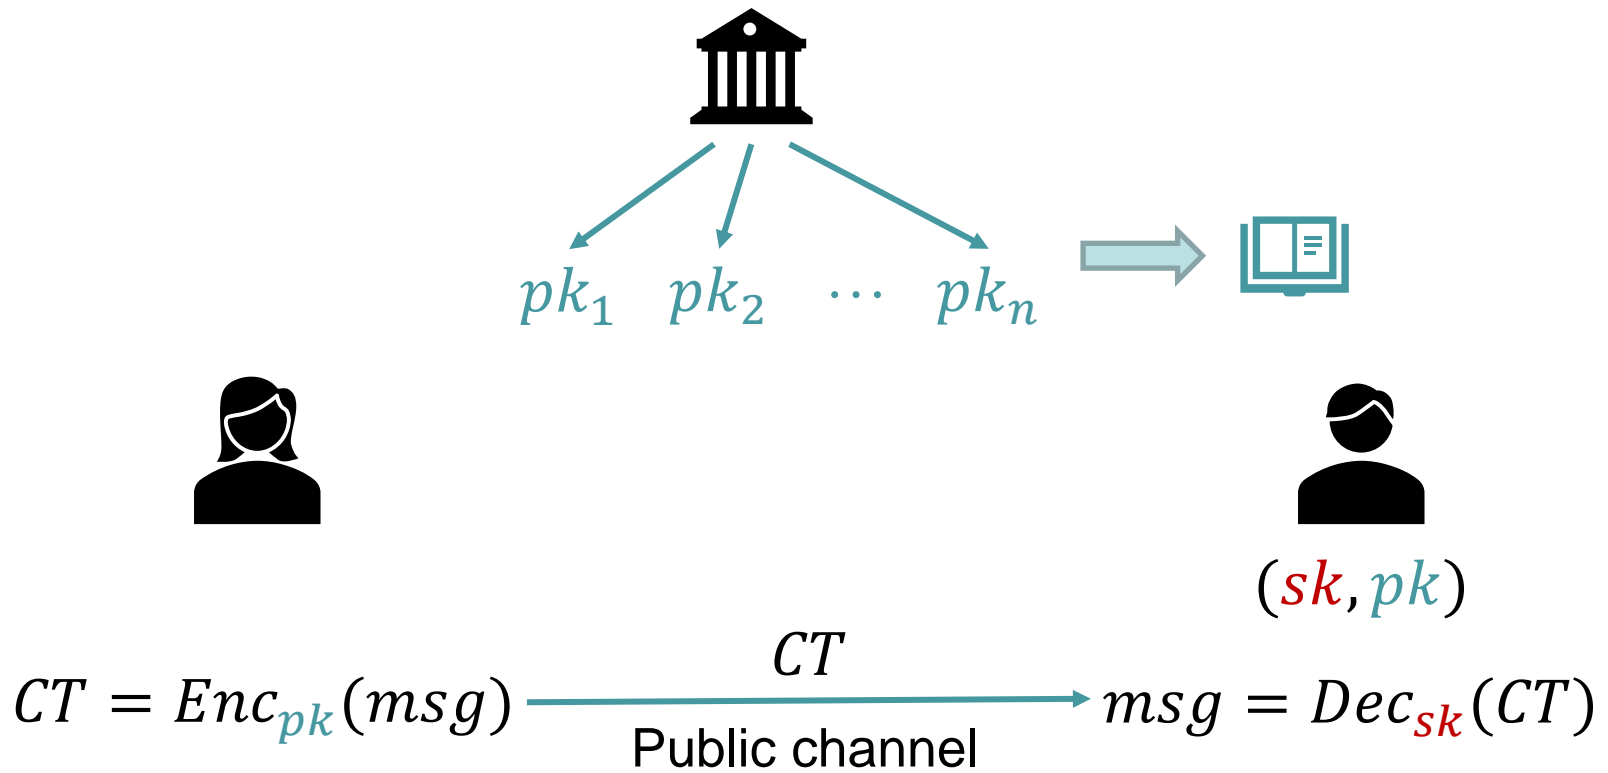 pk₁ pk₂ ⋯ pkₙ
(sk, pk)
CT
CT = Enc_pk(msg) msg = Dec_sk(CT)
Public channel